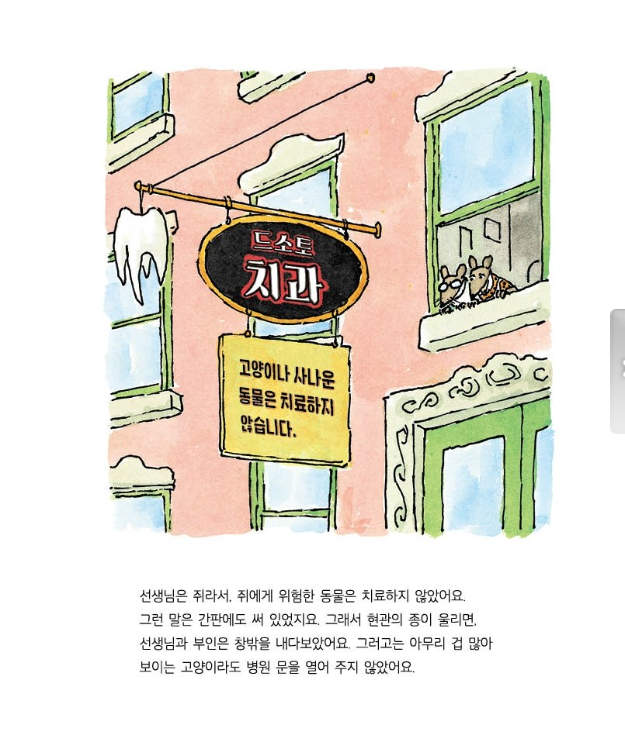 드소토
치과
고양이나 사나운
동물은 치료하지
않습니다.
선생님은 쥐라서, 쥐에게 위험한 동물은 치료하지 않았어요.
그런 말은 간판에도 써 있었지요. 그래서 현관의 종이 울리면,
선생님과 부인은 창밖을 내다보았어요. 그러고는 아무리 겁 많아
보이는 고양이라도 병원 문을 열어 주지 않았어요.